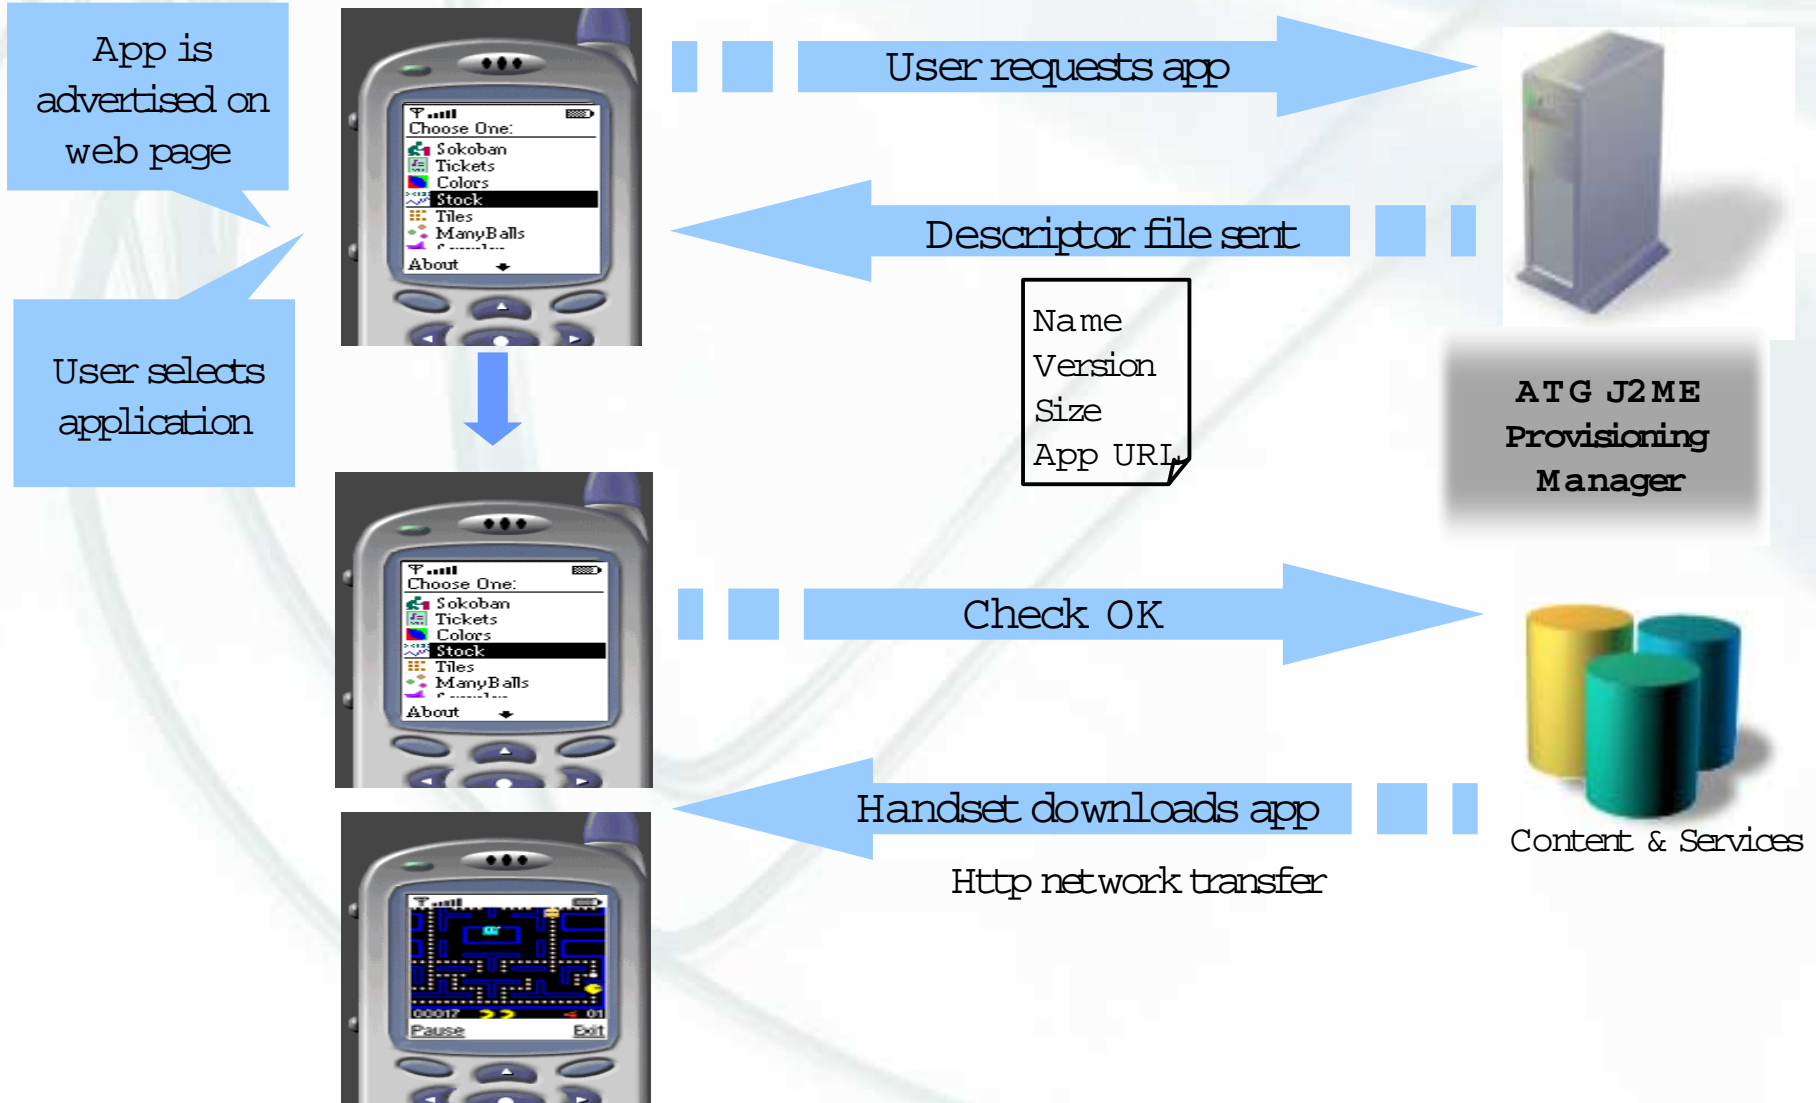 App is
advertised on
web page
User selects
application
Choose One:
Sokoban
Tickets
Colors
Stock
Tiles
ManyBalls
About
User requests app
Descriptor file sent
Name
Version
Size
App URL
ATG J2ME
Provisioning
Manager
Choose One:
Sokoban
Tickets
Colors
Stock
Tiles
ManyBalls
About
Check OK
Handset downloads app
Http network transfer
Content & Services
00017
01
Pause
Exit